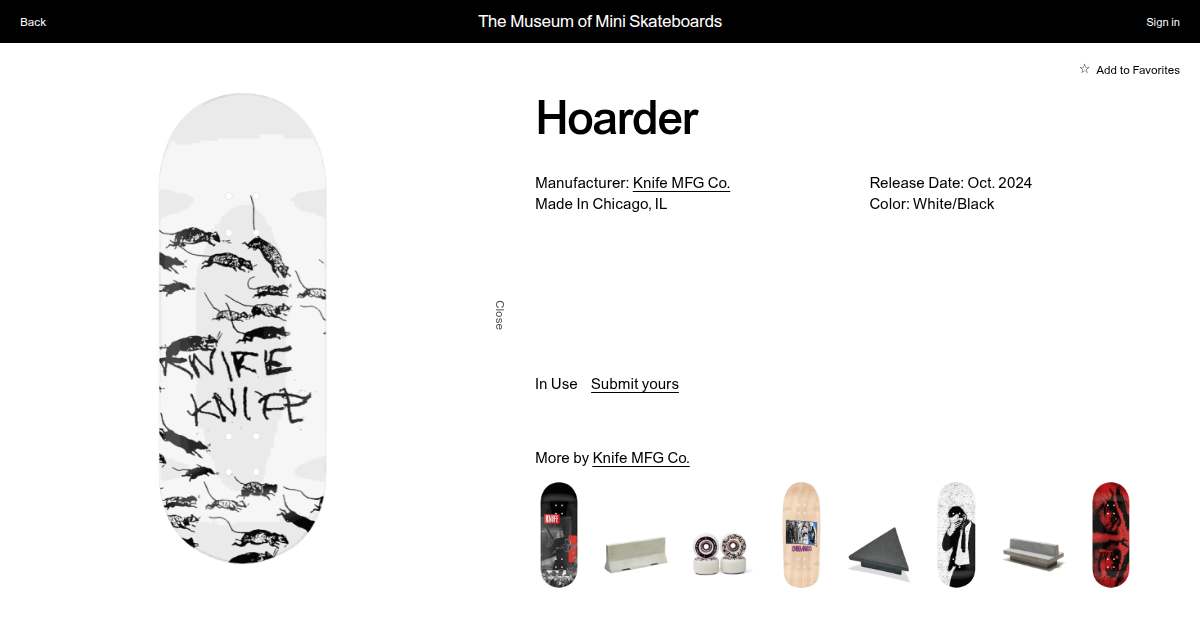 Back
The Museum of Mini Skateboards
Sign in
☆ Add to Favorites
Hoarder
Manufacturer: Knife MFG Co.
Made In Chicago, IL
Release Date: Oct. 2024
Color: White/Black
KNIFE
KNIFE
Close
In Use Submit yours
More by Knife MFG Co.
KNIFE